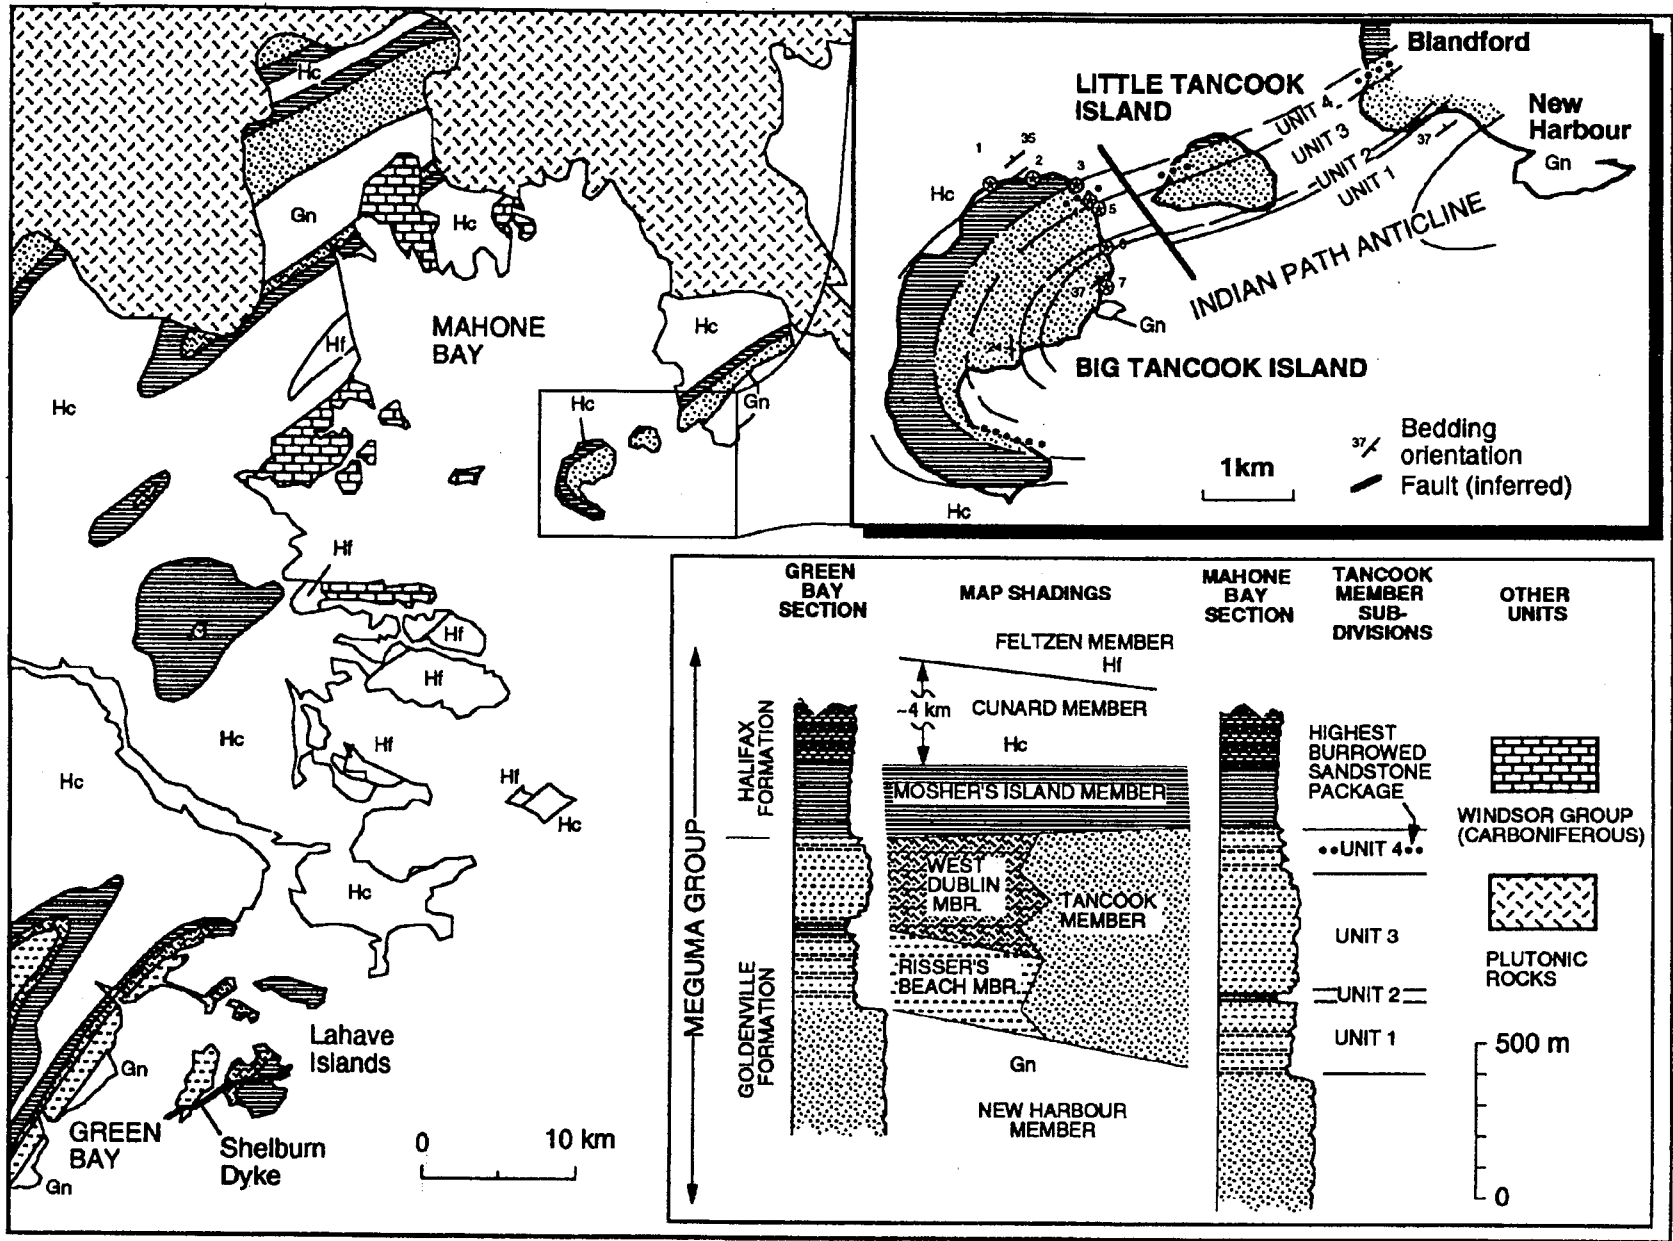 Hc
Gn
Hc
Hf
MAHONE
BAY
Hc
Gn
Hc
Hc
Hf
Hf
Hf
Hc
Hf
Hc
Hf
Hc
Hc
Lahave
Islands
Gn
GREEN
BAY
Gn
Shelburn
Dyke
0
10 km
Blandford
LITTLE TANCOOK
ISLAND
New
Harbour
Gn
UNIT 4
UNIT 3
UNIT 2
UNIT 1
37
35
1
2
3
4
5
6
7
37
24
Hc
INDIAN PATH ANTICLINE
Gn
BIG TANCOOK ISLAND
Hc
1km
37
Bedding
orientation
Fault (inferred)
GREEN
BAY
SECTION
MAP SHADINGS
MAHONE
BAY
SECTION
TANCOOK
MEMBER
SUB-
DIVISIONS
OTHER
UNITS
MEGUMA GROUP
HALIFAX
FORMATION
GOLDENVILLE
FORMATION
FELTZEN MEMBER
Hf
~4 km
CUNARD MEMBER
Hc
MOSHER'S ISLAND MEMBER
WEST
DUBLIN
MBR.
TANCOOK
MEMBER
RISSER'S
BEACH MBR.
Gn
NEW HARBOUR
MEMBER
HIGHEST
BURROWED
SANDSTONE
PACKAGE
UNIT 4
UNIT 3
UNIT 2
UNIT 1
WINDSOR GROUP
(CARBONIFEROUS)
PLUTONIC
ROCKS
500 m
0